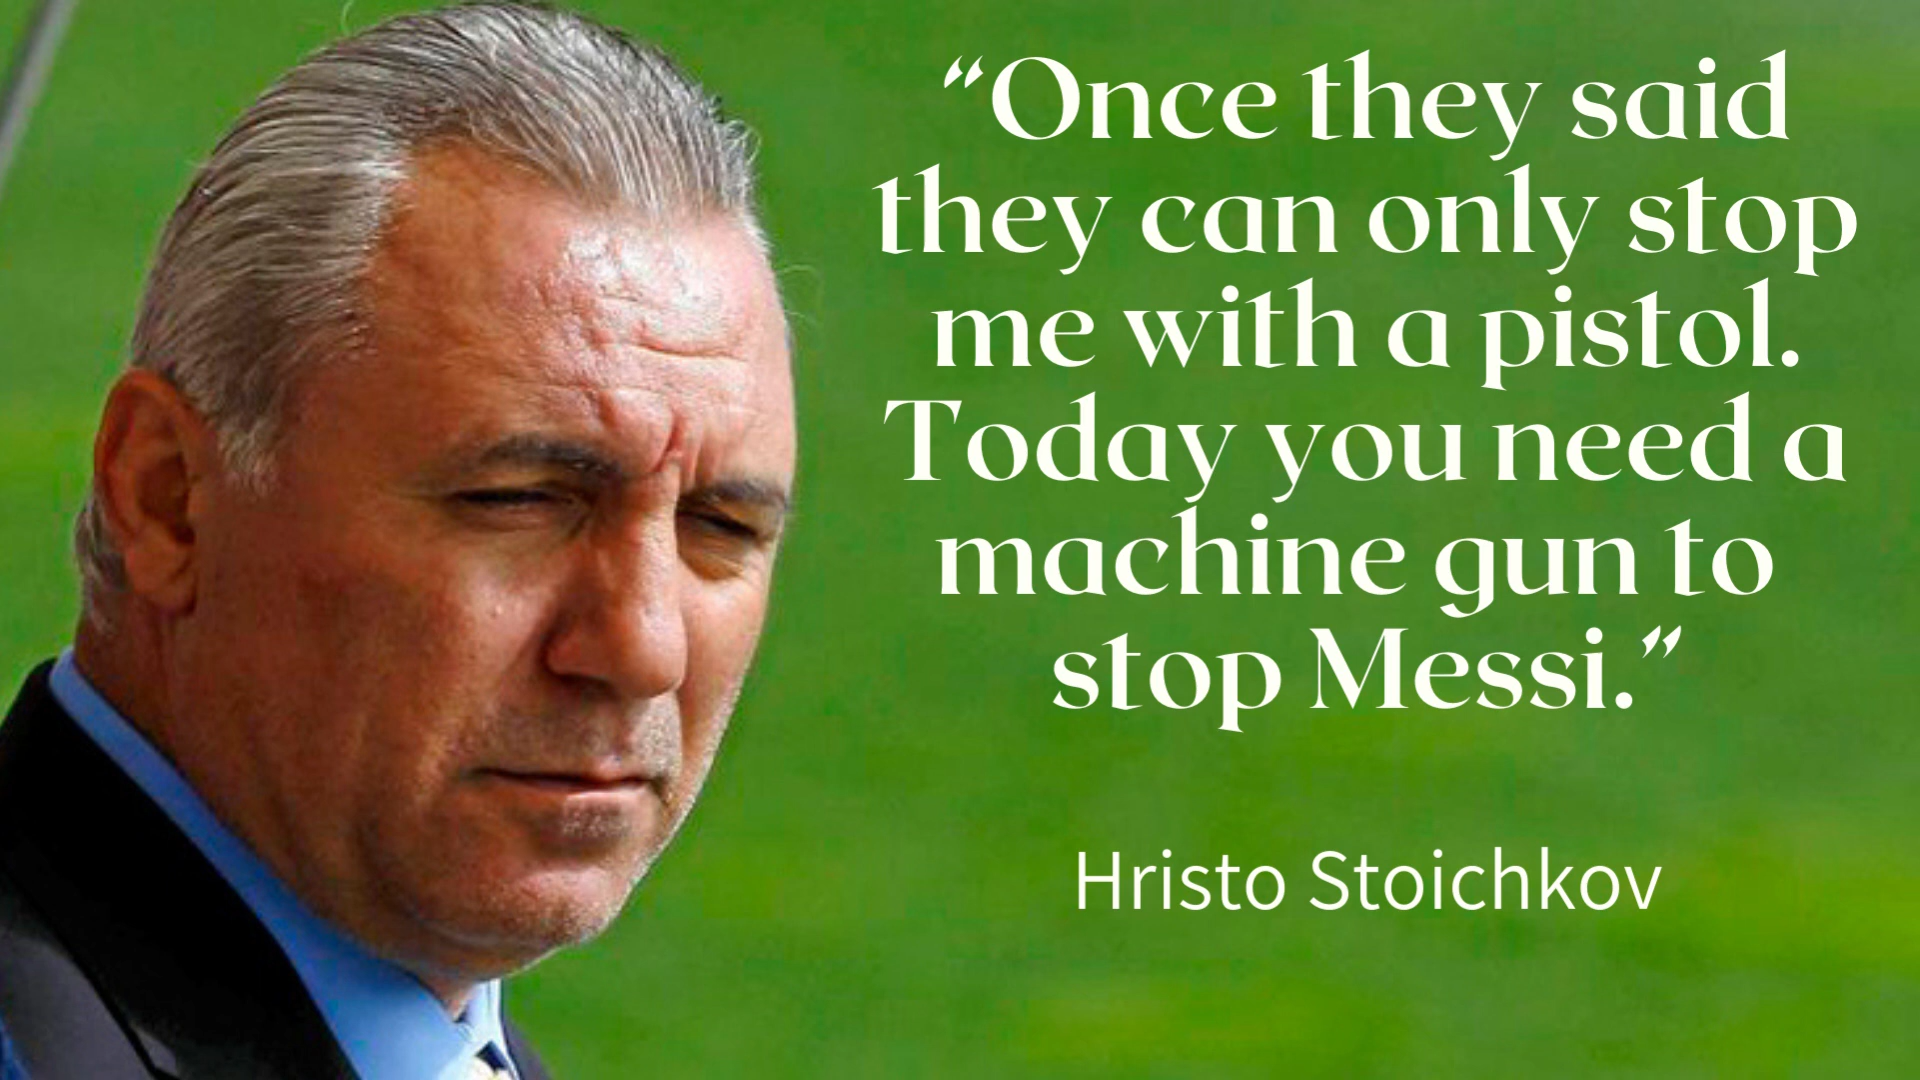 “Once they said
they can only stop
me with a pistol.
Today you need a
machine gun to
stop Messi.”
Hristo Stoichkov